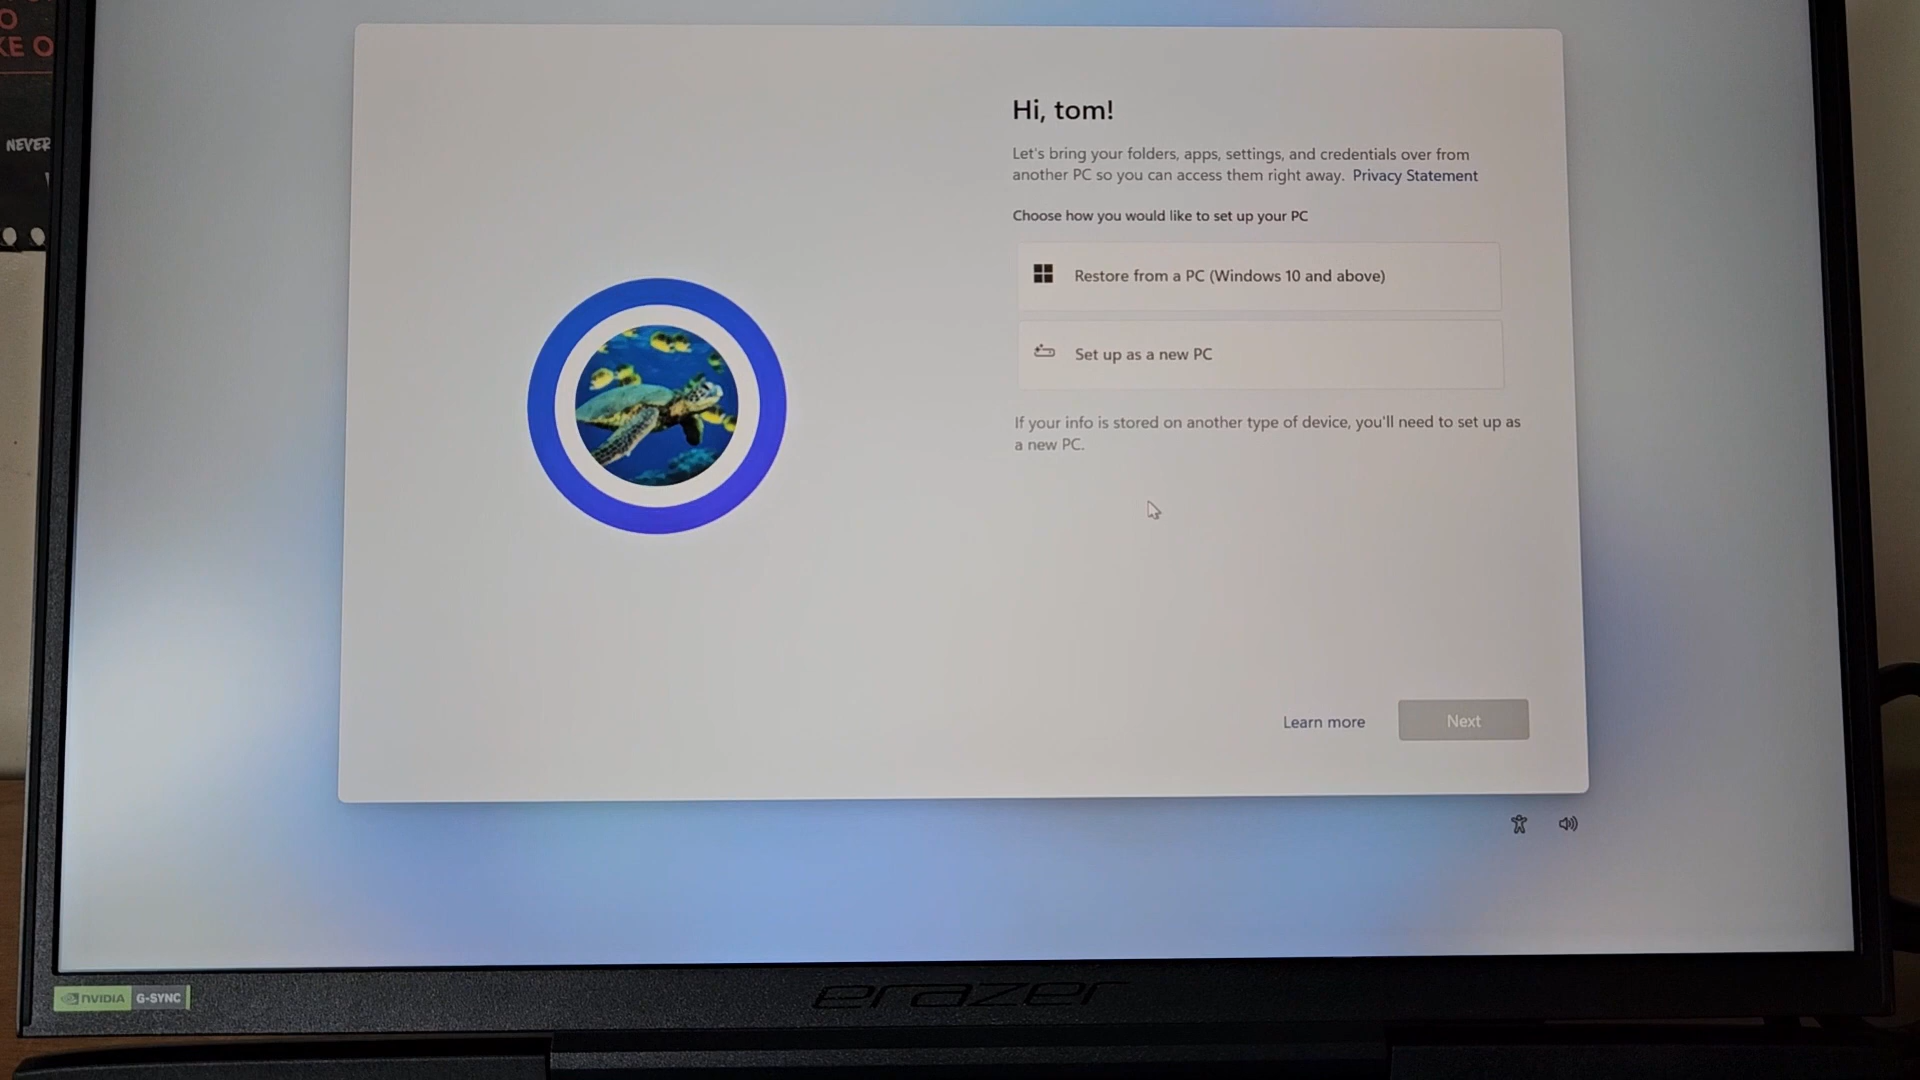 O
KE O
NEVER
Hi, tom!
Let's bring your folders, apps, settings, and credentials over from
another PC so you can access them right away. Privacy Statement
Choose how you would like to set up your PC
Restore from a PC (Windows 10 and above)
Set up as a new PC
If your info is stored on another type of device, you'll need to set up as
a new PC.
Learn more
Next
NVIDIA G-SYNC
erazer